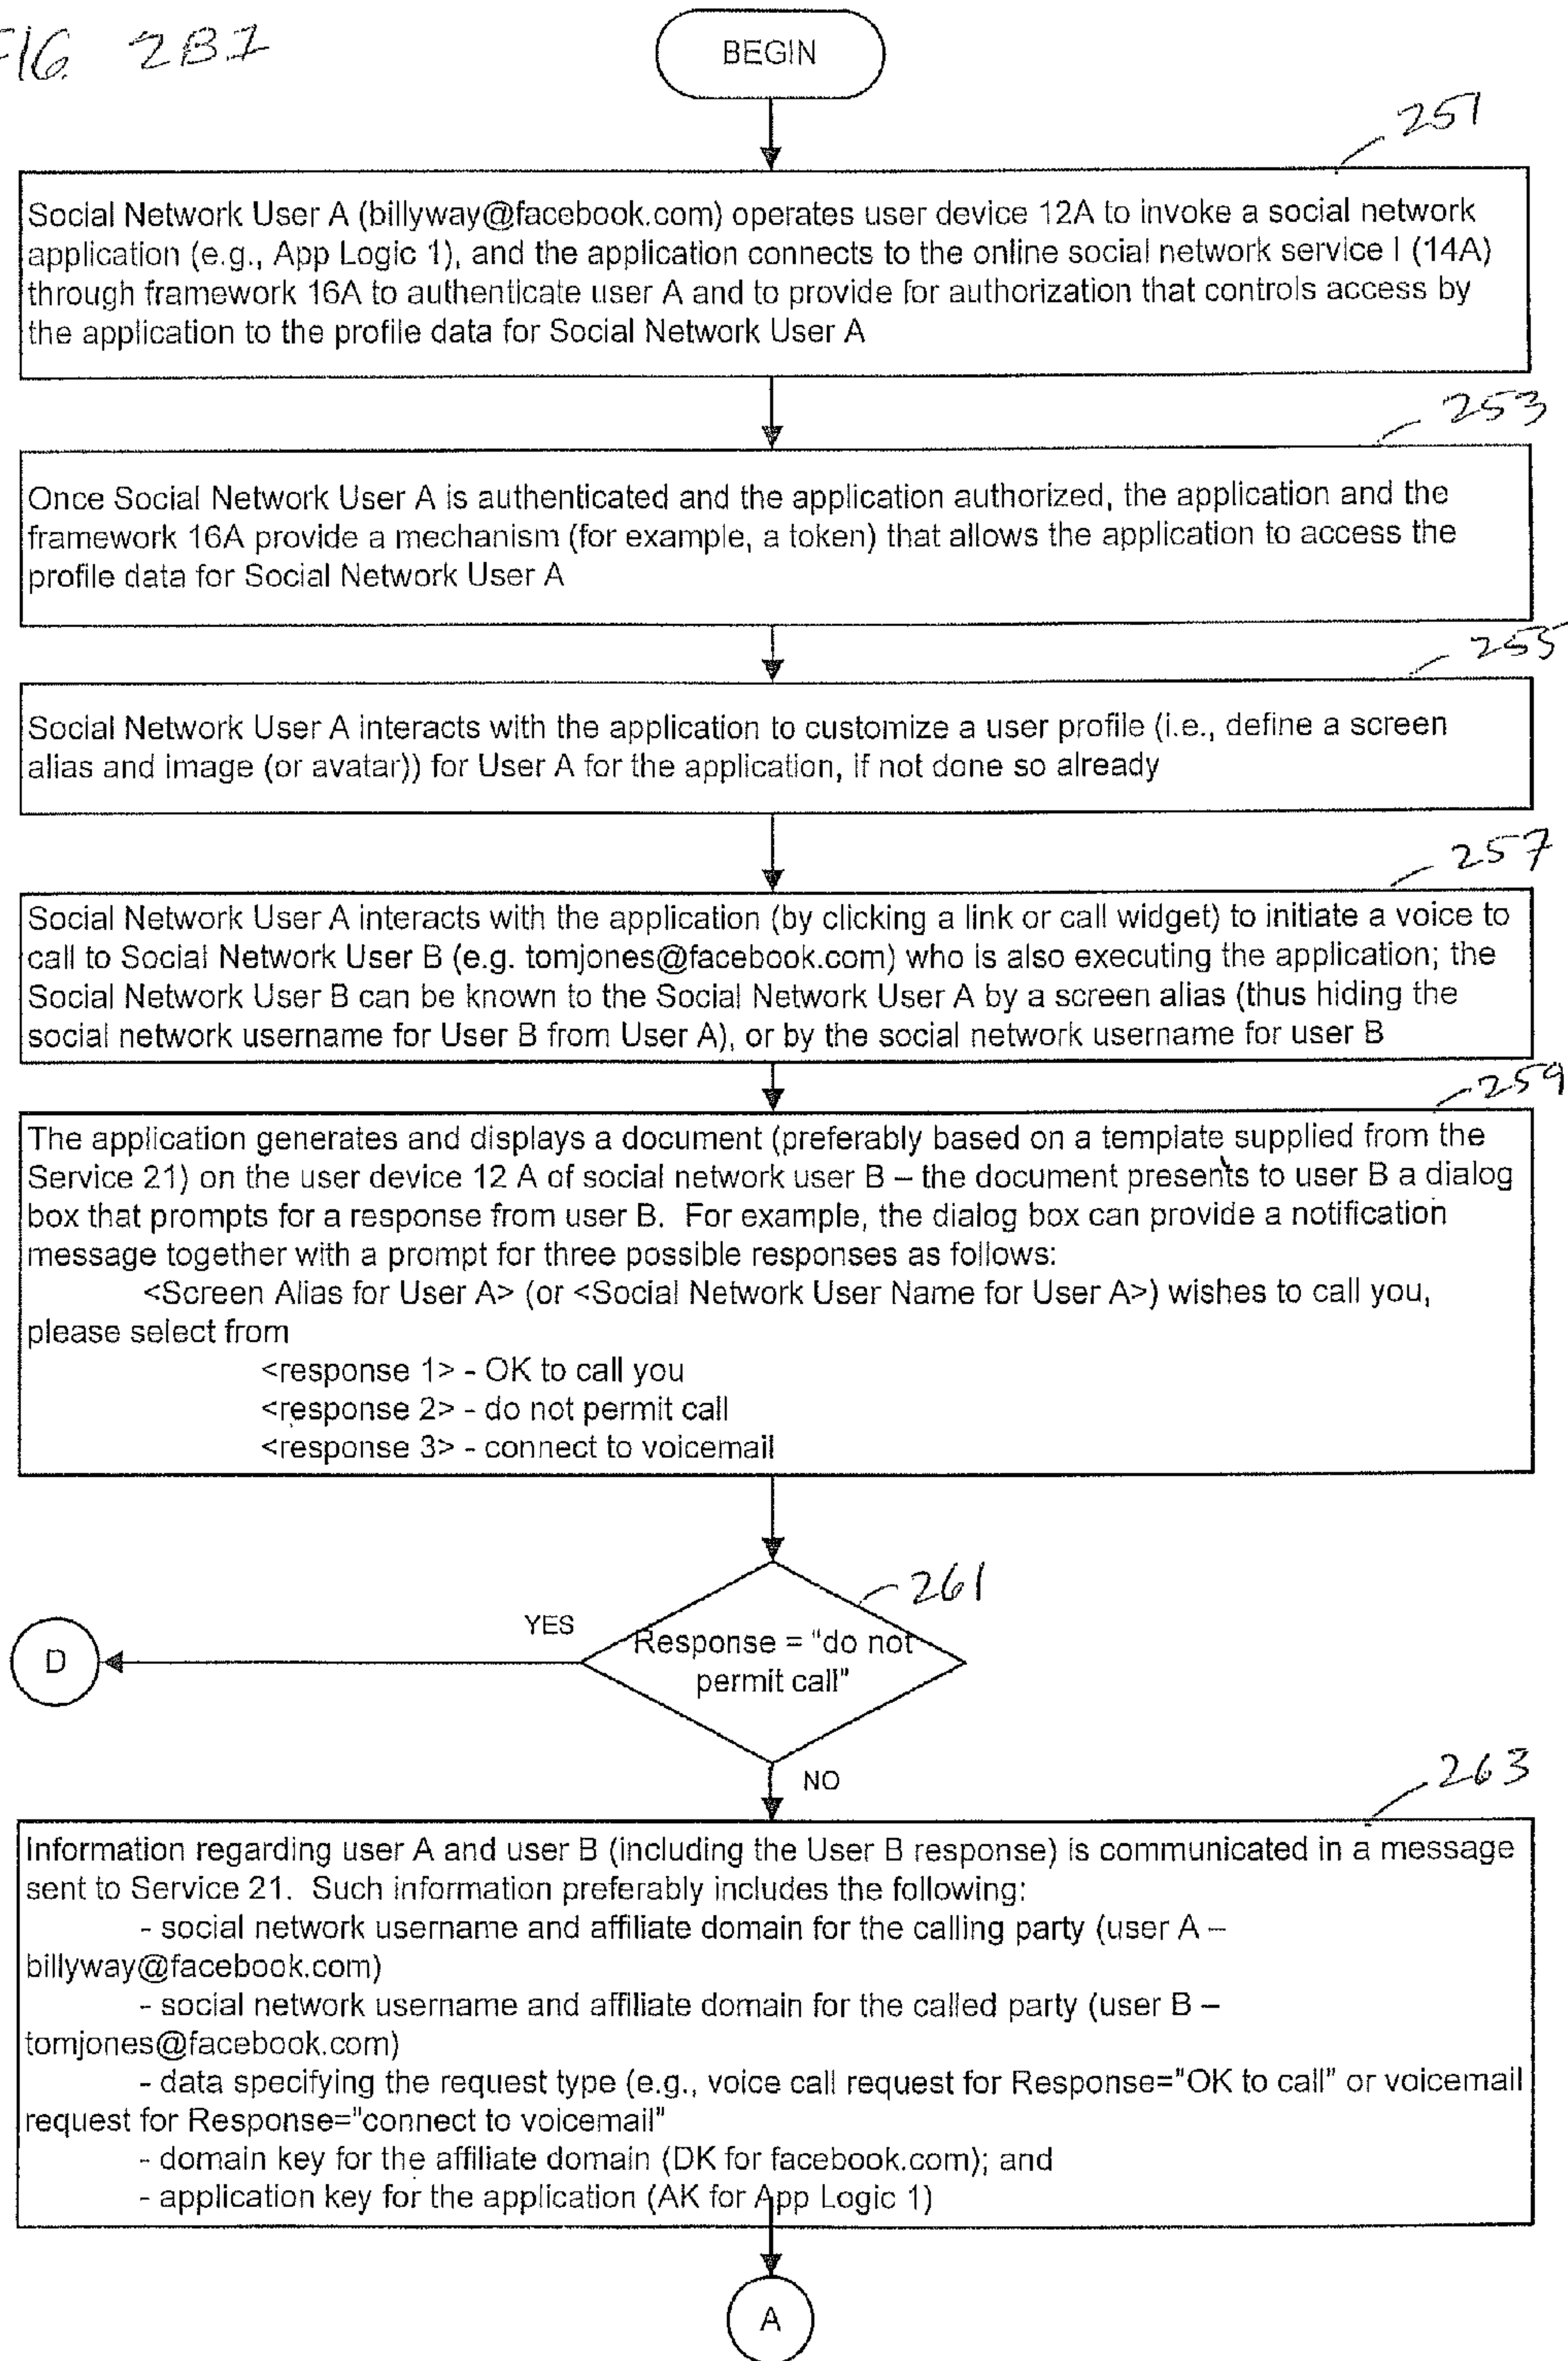 FIG 2B1
BEGIN
251
Social Network User A (billyway@facebook.com) operates user device 12A to invoke a social network
application (e.g., App Logic 1), and the application connects to the online social network service I (14A)
through framework 16A to authenticate user A and to provide for authorization that controls access by
the application to the profile data for Social Network User A
253
Once Social Network User A is authenticated and the application authorized, the application and the
framework 16A provide a mechanism (for example, a token) that allows the application to access the
profile data for Social Network User A
255
Social Network User A interacts with the application to customize a user profile (i.e., define a screen
alias and image (or avatar)) for User A for the application, if not done so already
257
Social Network User A interacts with the application (by clicking a link or call widget) to initiate a voice to
call to Social Network User B (e.g. tomjones@facebook.com) who is also executing the application; the
Social Network User B can be known to the Social Network User A by a screen alias (thus hiding the
social network username for User B from User A), or by the social network username for user B
259
The application generates and displays a document (preferably based on a template supplied from the
Service 21) on the user device 12 A of social network user B – the document presents to user B a dialog
box that prompts for a response from user B. For example, the dialog box can provide a notification
message together with a prompt for three possible responses as follows:
<Screen Alias for User A> (or <Social Network User Name for User A>) wishes to call you,
please select from
<response 1> - OK to call you
<response 2> - do not permit call
<response 3> - connect to voicemail
261
YES
Response = "do not
permit call"
D
NO
263
Information regarding user A and user B (including the User B response) is communicated in a message
sent to Service 21. Such information preferably includes the following:
- social network username and affiliate domain for the calling party (user A –
billyway@facebook.com)
- social network username and affiliate domain for the called party (user B –
tomjones@facebook.com)
- data specifying the request type (e.g., voice call request for Response="OK to call" or voicemail
request for Response="connect to voicemail"
- domain key for the affiliate domain (DK for facebook.com); and
- application key for the application (AK for App Logic 1)
A